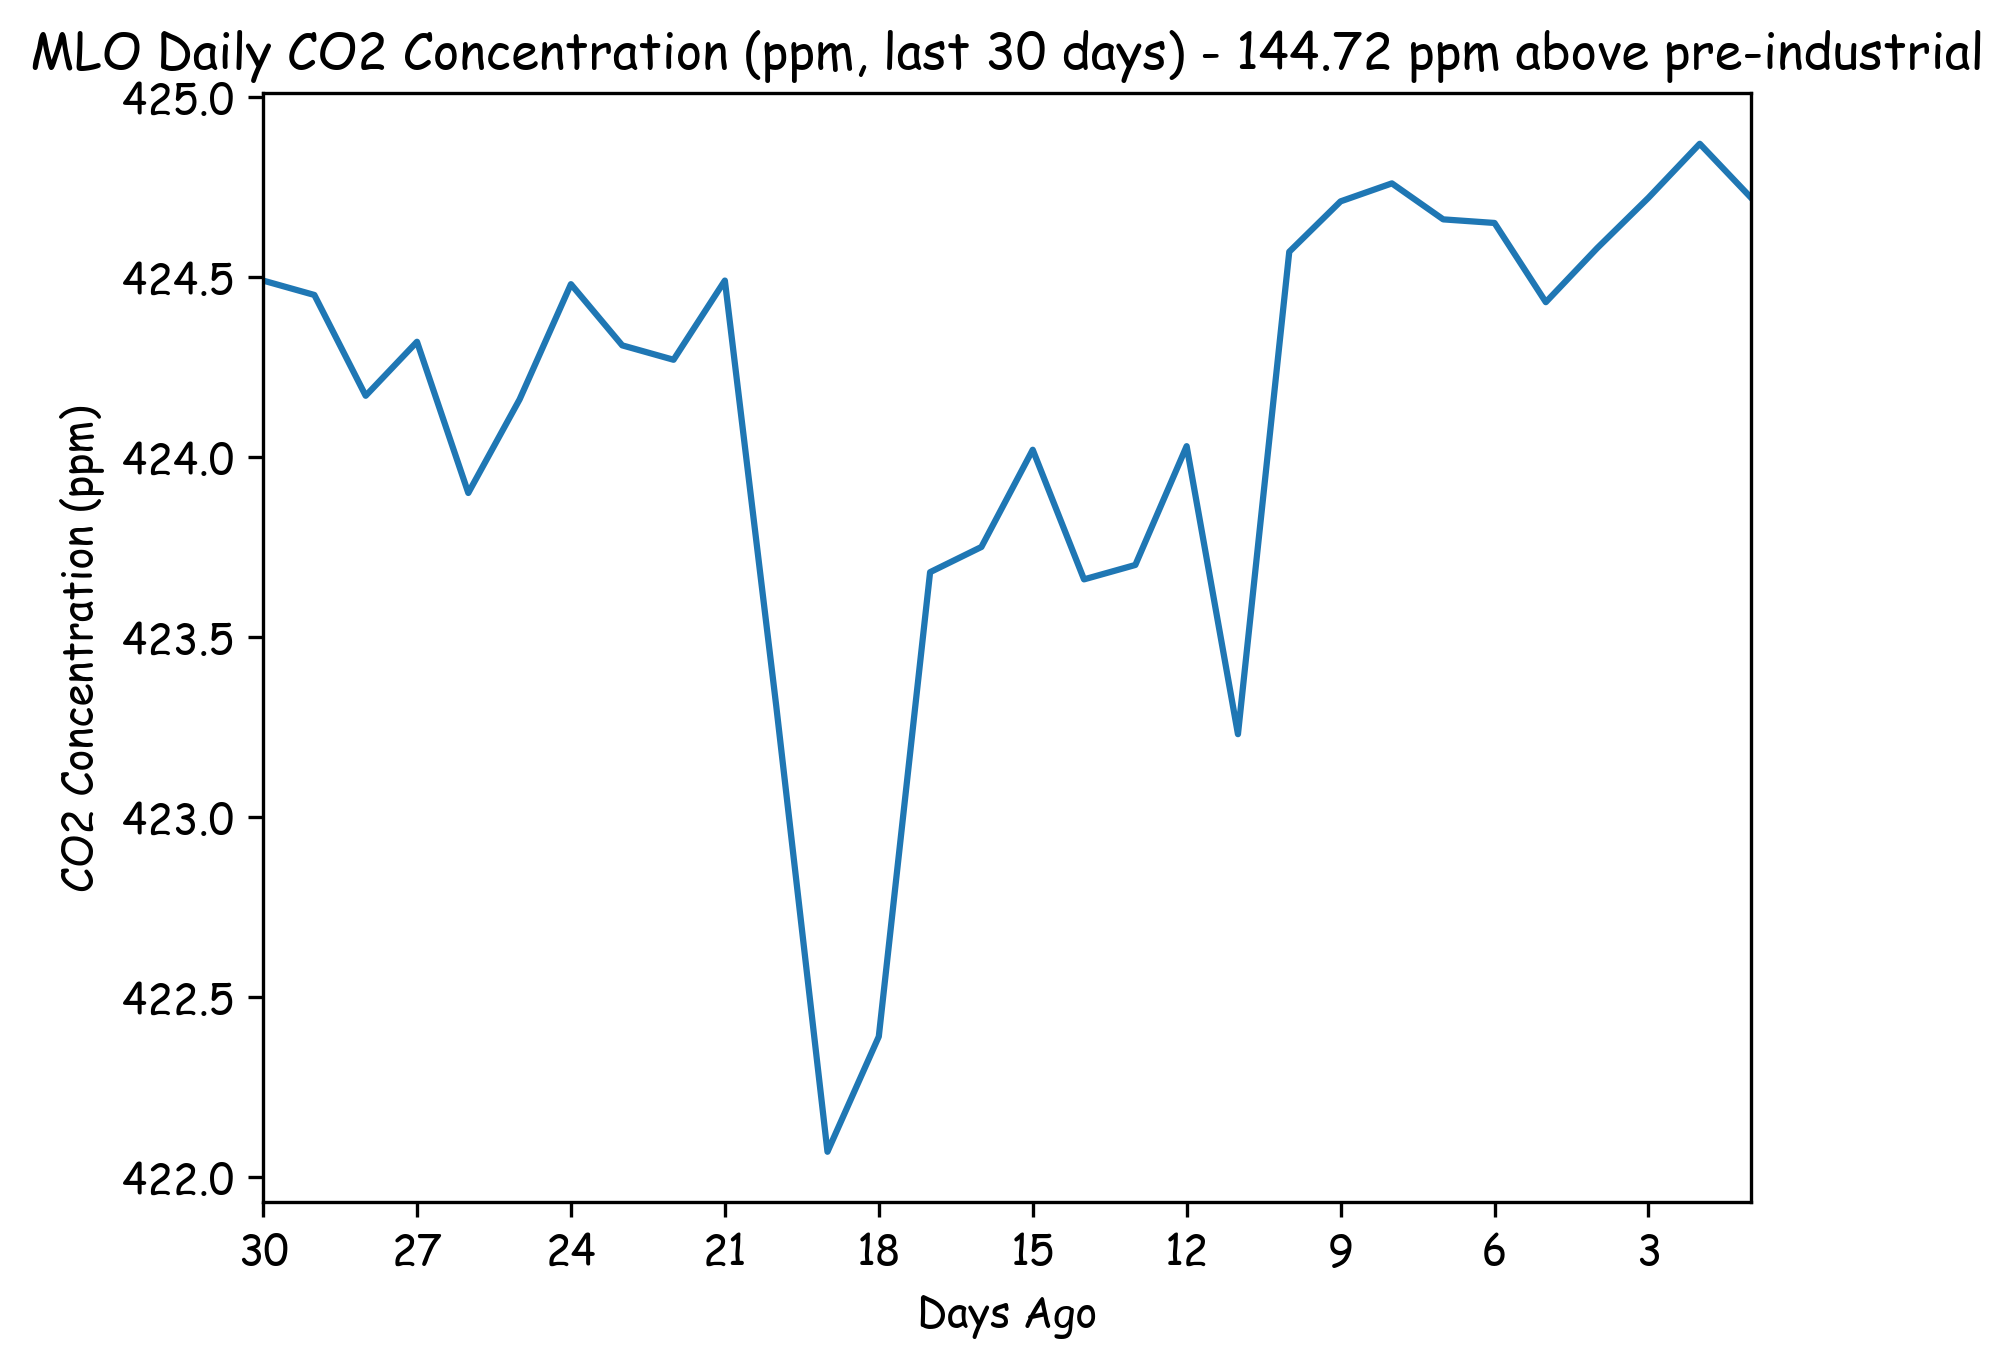 MLO Daily CO2 Concentration (ppm, last 30 days) - 144.72 ppm above pre-industrial
425.0
424.5
424.0
423.5
423.0
422.5
422.0
CO2 Concentration (ppm)
30 27 24 21 18 15 12 9 6 3
Days Ago